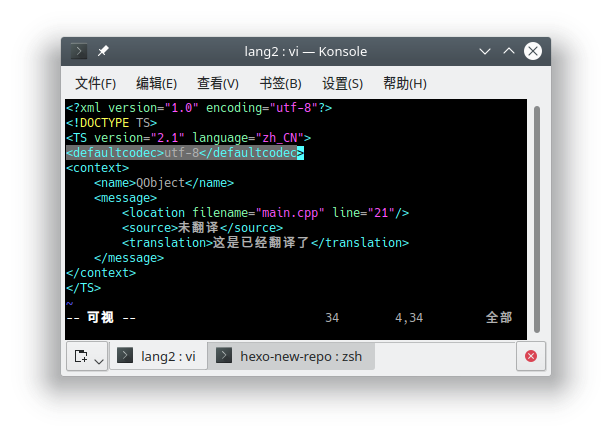 lang2 : vi — Konsole
文件(F) 编辑(E) 查看(V) 书签(B) 设置(S) 帮助(H)
<?xml version="1.0" encoding="utf-8"?>
<!DOCTYPE TS>
<TS version="2.1" language="zh_CN">
<defaultcodec>utf-8</defaultcodec>
<context>
    <name>QObject</name>
    <message>
        <location filename="main.cpp" line="21"/>
        <source>未翻译</source>
        <translation>这是已经翻译了</translation>
    </message>
</context>
</TS>
~
-- 可视 -- 34 4,34 全部
lang2 : vi hexo-new-repo : zsh